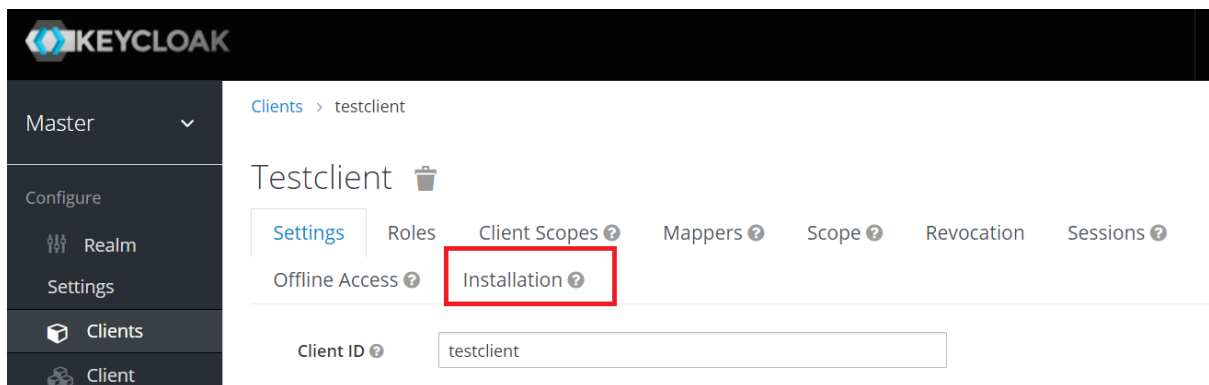 KEYCLOAK
Master
Configure
Realm
Settings
Clients
Client
Clients > testclient
Testclient
Settings Roles Client Scopes Mappers Scope Revocation Sessions
Offline Access Installation
Client ID testclient